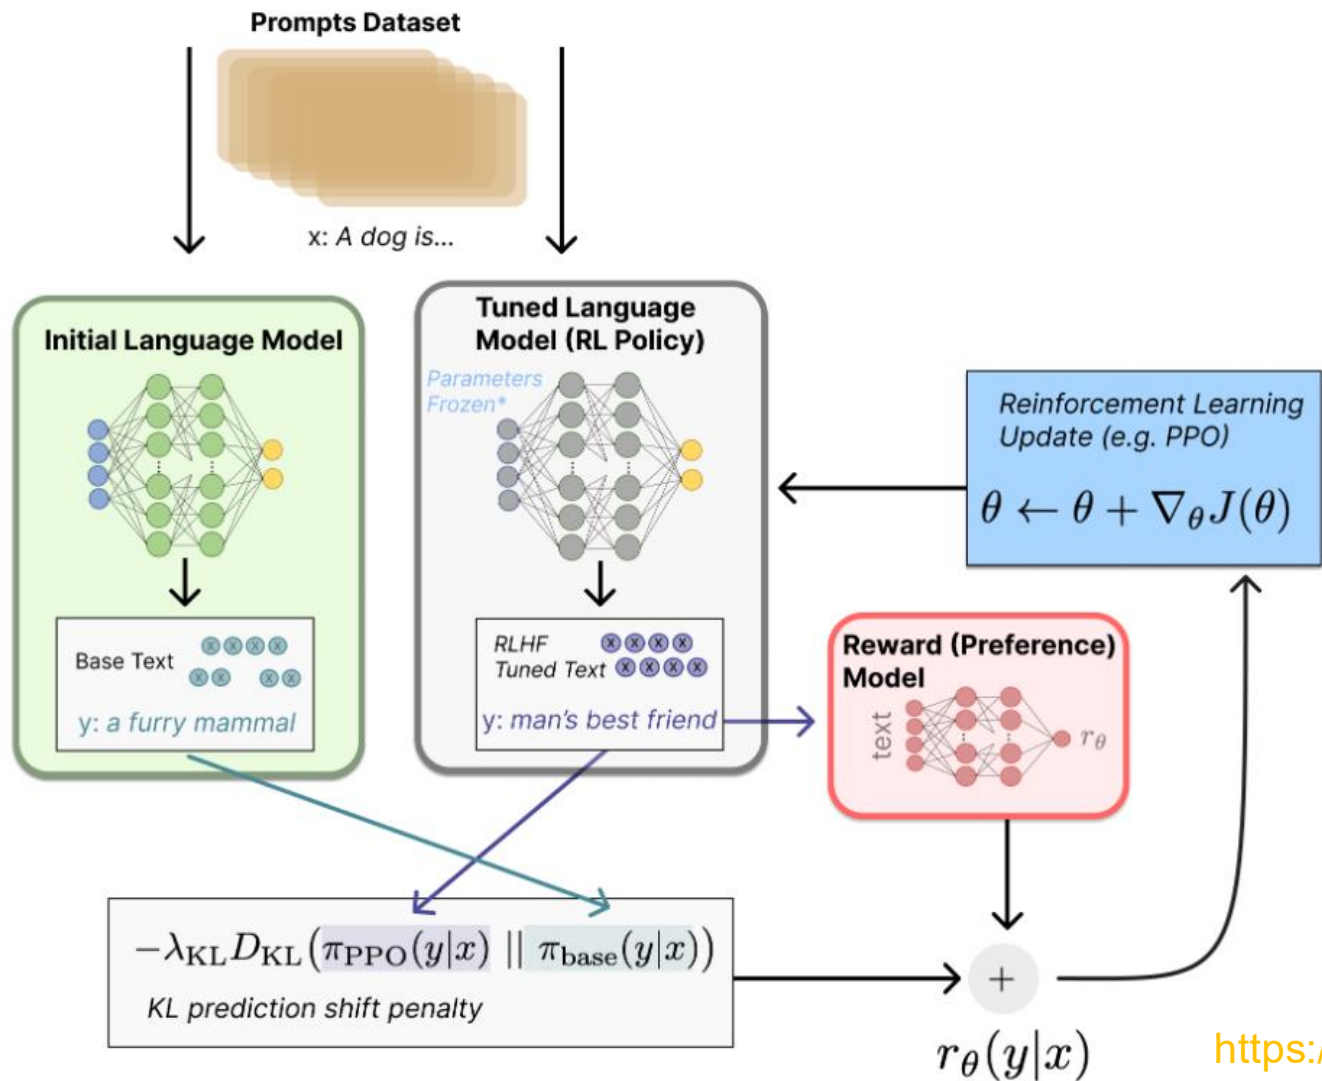 Prompts Dataset
x: A dog is...
Initial Language Model
Base Text
y: a furry mammal
Tuned Language
Model (RL Policy)
Parameters
Frozen*
RLHF
Tuned Text
y: man's best friend
Reinforcement Learning
Update (e.g. PPO)
θ ← θ + ∇θJ(θ)
Reward (Preference)
Model
text
rθ
−λKL DKL(πPPO(y|x) || πbase(y|x))
KL prediction shift penalty
+
rθ(y|x)
https:/